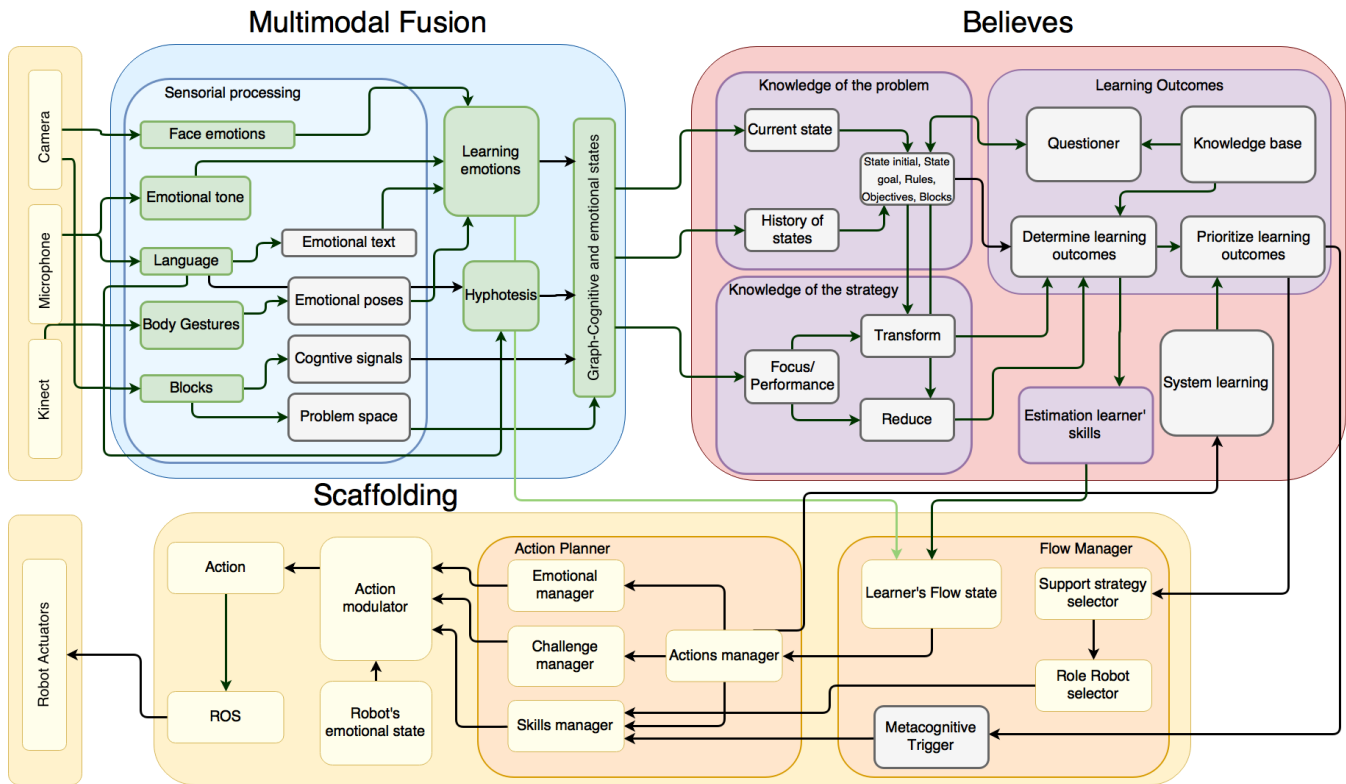 Multimodal Fusion
Believes
Camera
Microphone
Kinect
Sensorial processing
Face emotions
Emotional tone
Language
Emotional text
Body Gestures
Emotional poses
Blocks
Cogntive signals
Problem space
Learning
emotions
Hyphotesis
Graph-Cognitive and emotional states
Knowledge of the problem
Current state
History of
states
State initial, State
goal, Rules,
Objectives, Blocks
Knowledge of the strategy
Focus/
Performance
Transform
Reduce
Learning Outcomes
Questioner
Knowledge base
Determine learning
outcomes
Prioritize learning
outcomes
Estimation learner'
skills
System learning
Scaffolding
Robot Actuators
Action
ROS
Action
modulator
Robot's
emotional state
Action Planner
Emotional
manager
Challenge
manager
Skills manager
Actions manager
Flow Manager
Learner's Flow state
Support strategy
selector
Role Robot
selector
Metacognitive
Trigger